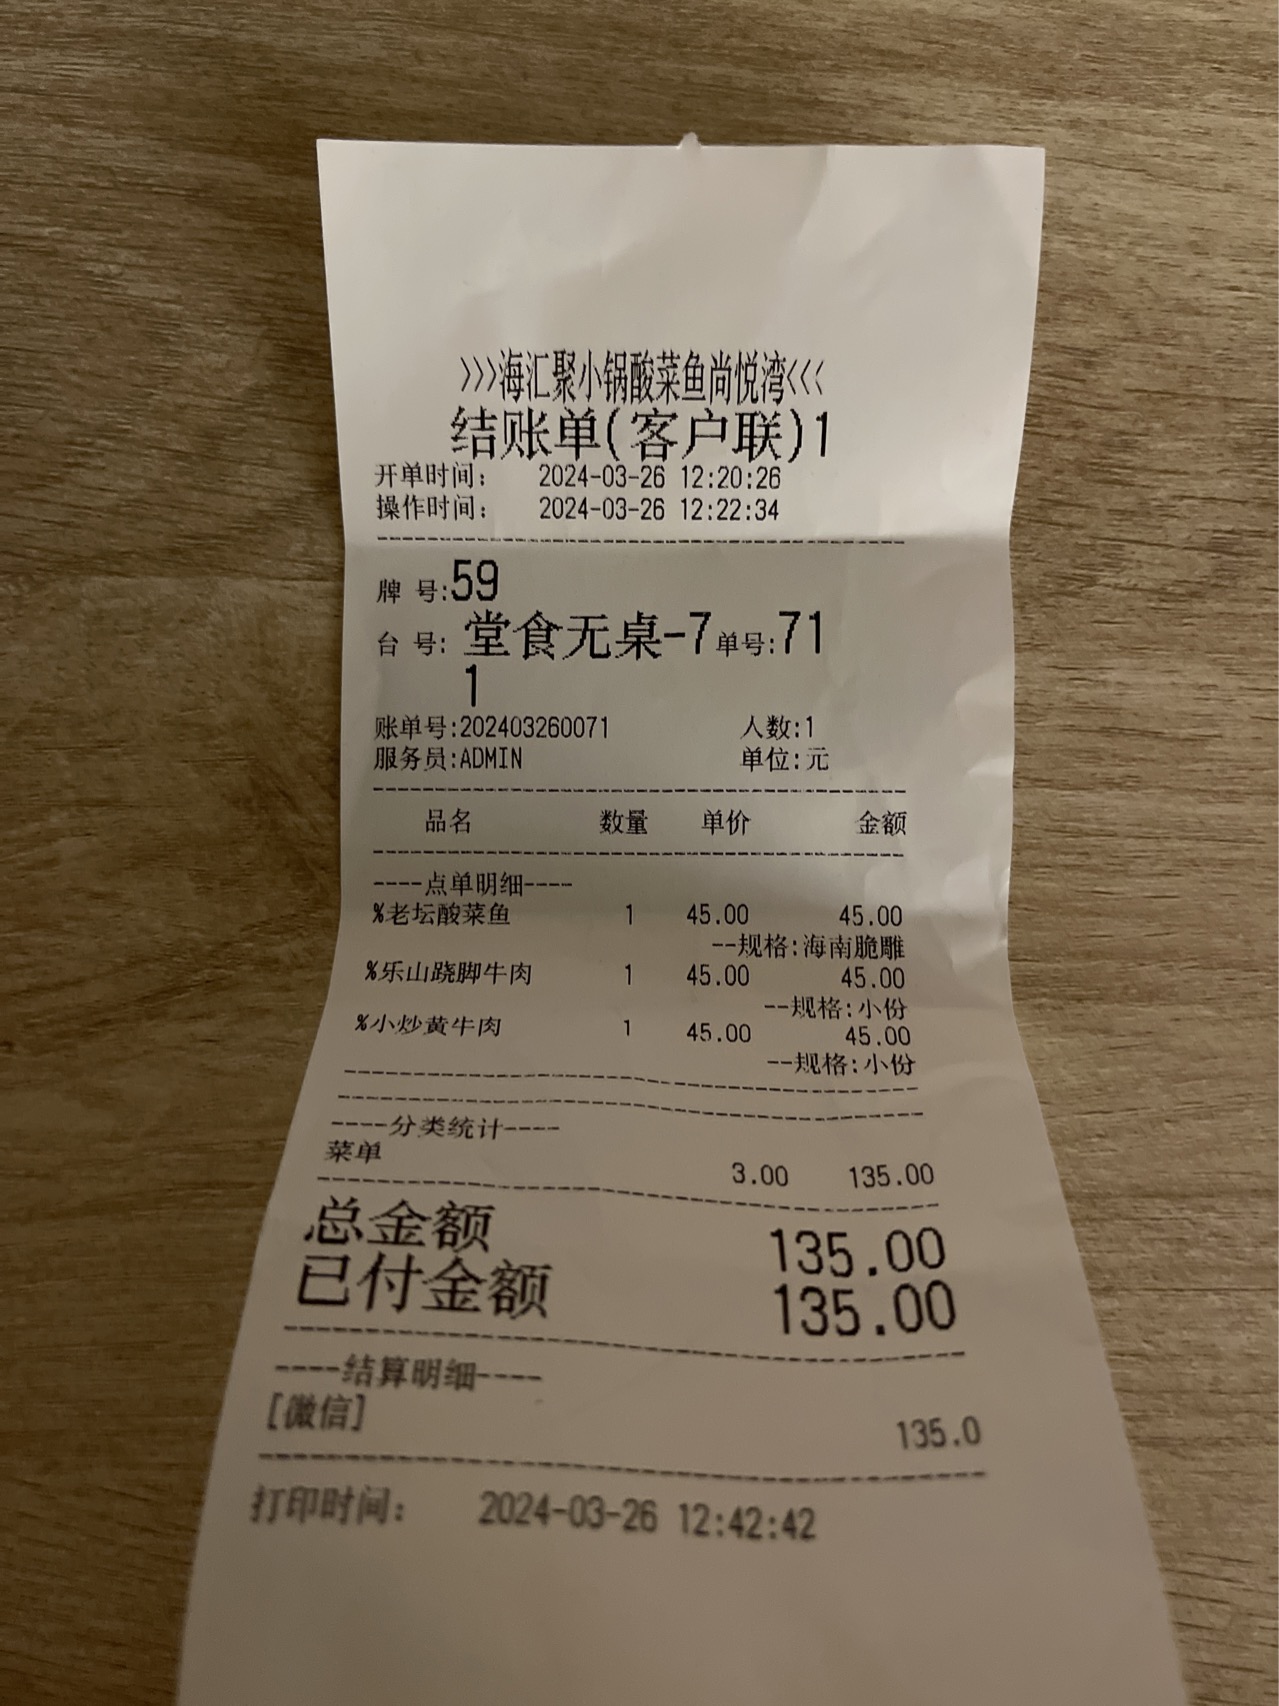 >>>海汇聚小锅酸菜鱼尚悦湾<<<
结账单(客户联)1
开单时间: 2024-03-26 12:20:26
操作时间: 2024-03-26 12:22:34
牌 号:59
台 号: 堂食无桌-7 单号:71
1
账单号:202403260071 人数:1
服务员:ADMIN 单位:元
品名 数量 单价 金额
----点单明细----
%老坛酸菜鱼 1 45.00 45.00
--规格:海南脆雕
%乐山跷脚牛肉 1 45.00 45.00
--规格:小份
%小炒黄牛肉 1 45.00 45.00
--规格:小份
----分类统计----
菜单 3.00 135.00
总金额 135.00
已付金额 135.00
----结算明细----
[微信] 135.0
打印时间: 2024-03-26 12:42:42